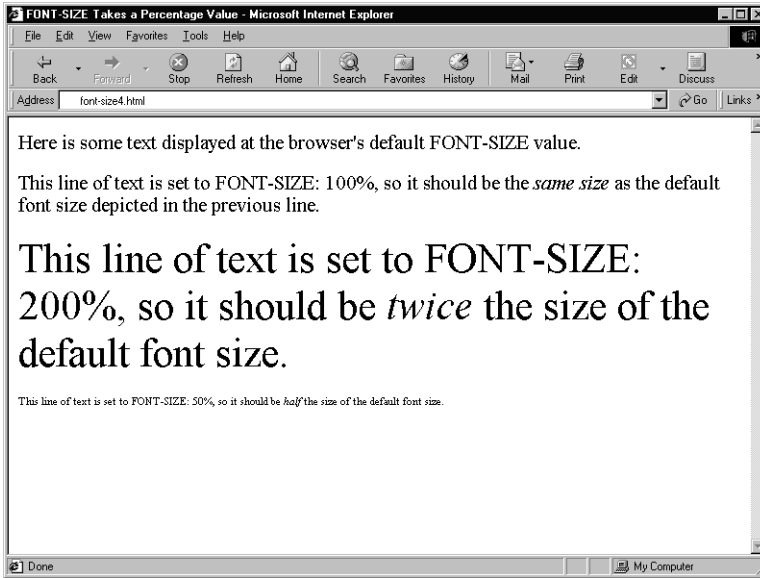 FONT-SIZE Takes a Percentage Value - Microsoft Internet Explorer
File Edit View Favorites Tools Help
Back Forward Stop Refresh Home Search Favorites History Mail Print Edit Discuss
Address font-size4.html Go Links
Here is some text displayed at the browser's default FONT-SIZE value.
This line of text is set to FONT-SIZE: 100%, so it should be the same size as the default
font size depicted in the previous line.
This line of text is set to FONT-SIZE:
200%, so it should be twice the size of the
default font size.
This line of text is set to FONT-SIZE: 50%, so it should be half the size of the default font size.
Done My Computer